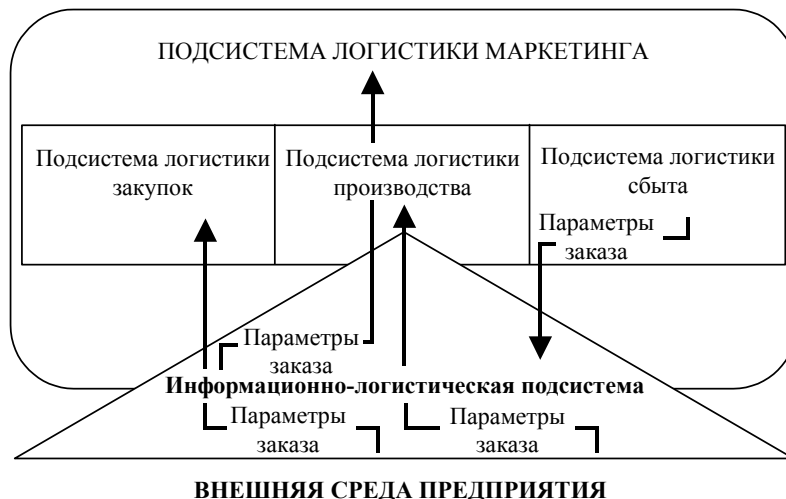 ПОДСИСТЕМА ЛОГИСТИКИ МАРКЕТИНГА
Подсистема логистики
закупок
Подсистема логистики
производства
Подсистема логистики
сбыта
Параметры
заказа
Параметры
заказа
Информационно-логистическая подсистема
Параметры
заказа
Параметры
заказа
ВНЕШНЯЯ СРЕДА ПРЕДПРИЯТИЯ